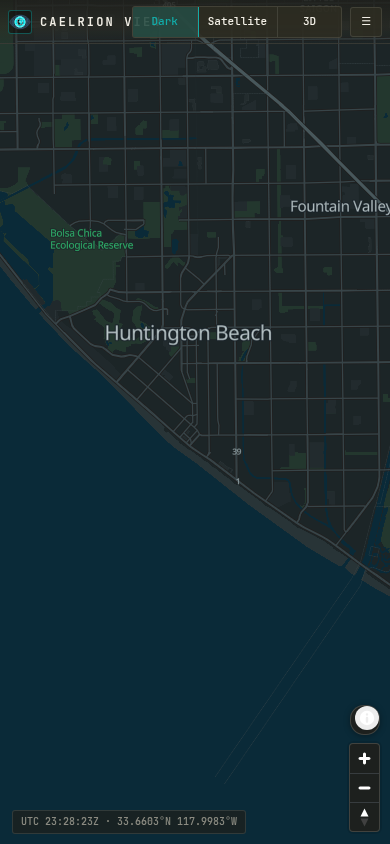 CAELRION V
Dark
Satellite
3D
☰
Fountain Valley
Bolsa Chica
Ecological Reserve
Huntington Beach
39
1
UTC 23:28:23Z · 33.6603°N 117.9983°W